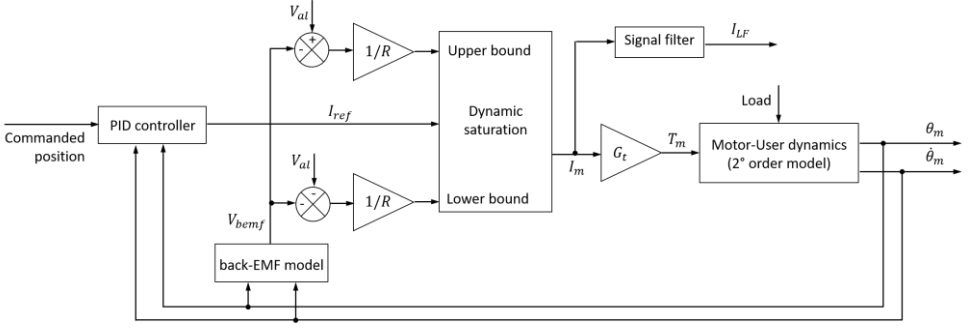 V_al
+
-
1/R
Upper bound
Signal filter
I_LF
Commanded
position
PID controller
I_ref
Dynamic
saturation
Load
I_m
G_t
T_m
Motor-User dynamics
(2° order model)
θ_m
θ̇_m
V_al
-
-
1/R
Lower bound
V_bemf
back-EMF model